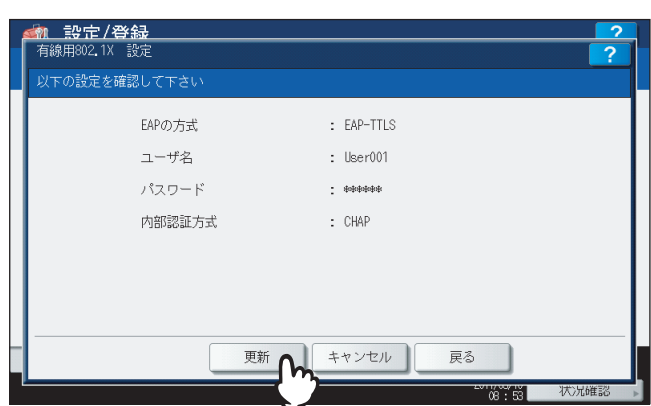 設定/登録 ?
有線用802.1X 設定 ?
以下の設定を確認して下さい
EAPの方式 : EAP-TTLS
ユーザ名 : User001
パスワード : ******
内部認証方式 : CHAP
更新 キャンセル 戻る
08:53 状況確認